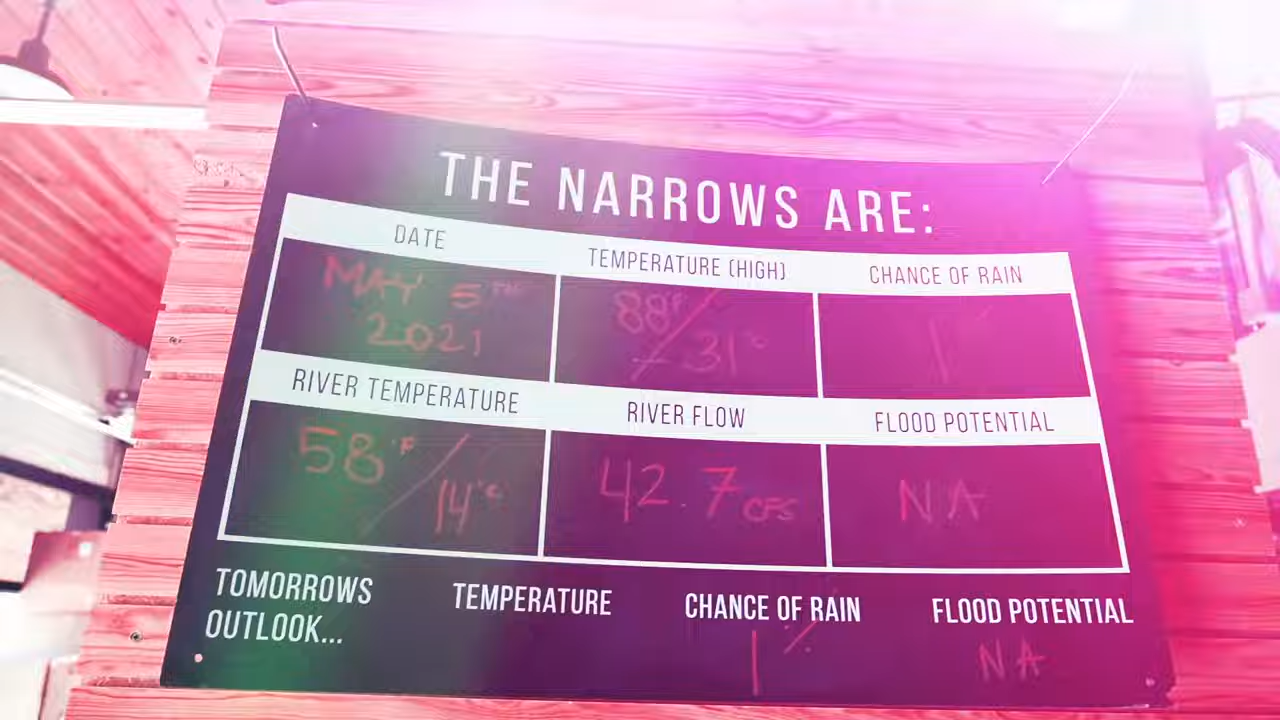 THE NARROWS ARE:
DATE
TEMPERATURE (HIGH)
CHANCE OF RAIN
MAY 5TH
2021
88°F / 31°C
1
RIVER TEMPERATURE
RIVER FLOW
FLOOD POTENTIAL
58°F / 14°C
42.7 CFS
NA
TOMORROWS
OUTLOOK...
TEMPERATURE
CHANCE OF RAIN
FLOOD POTENTIAL
1%
NA